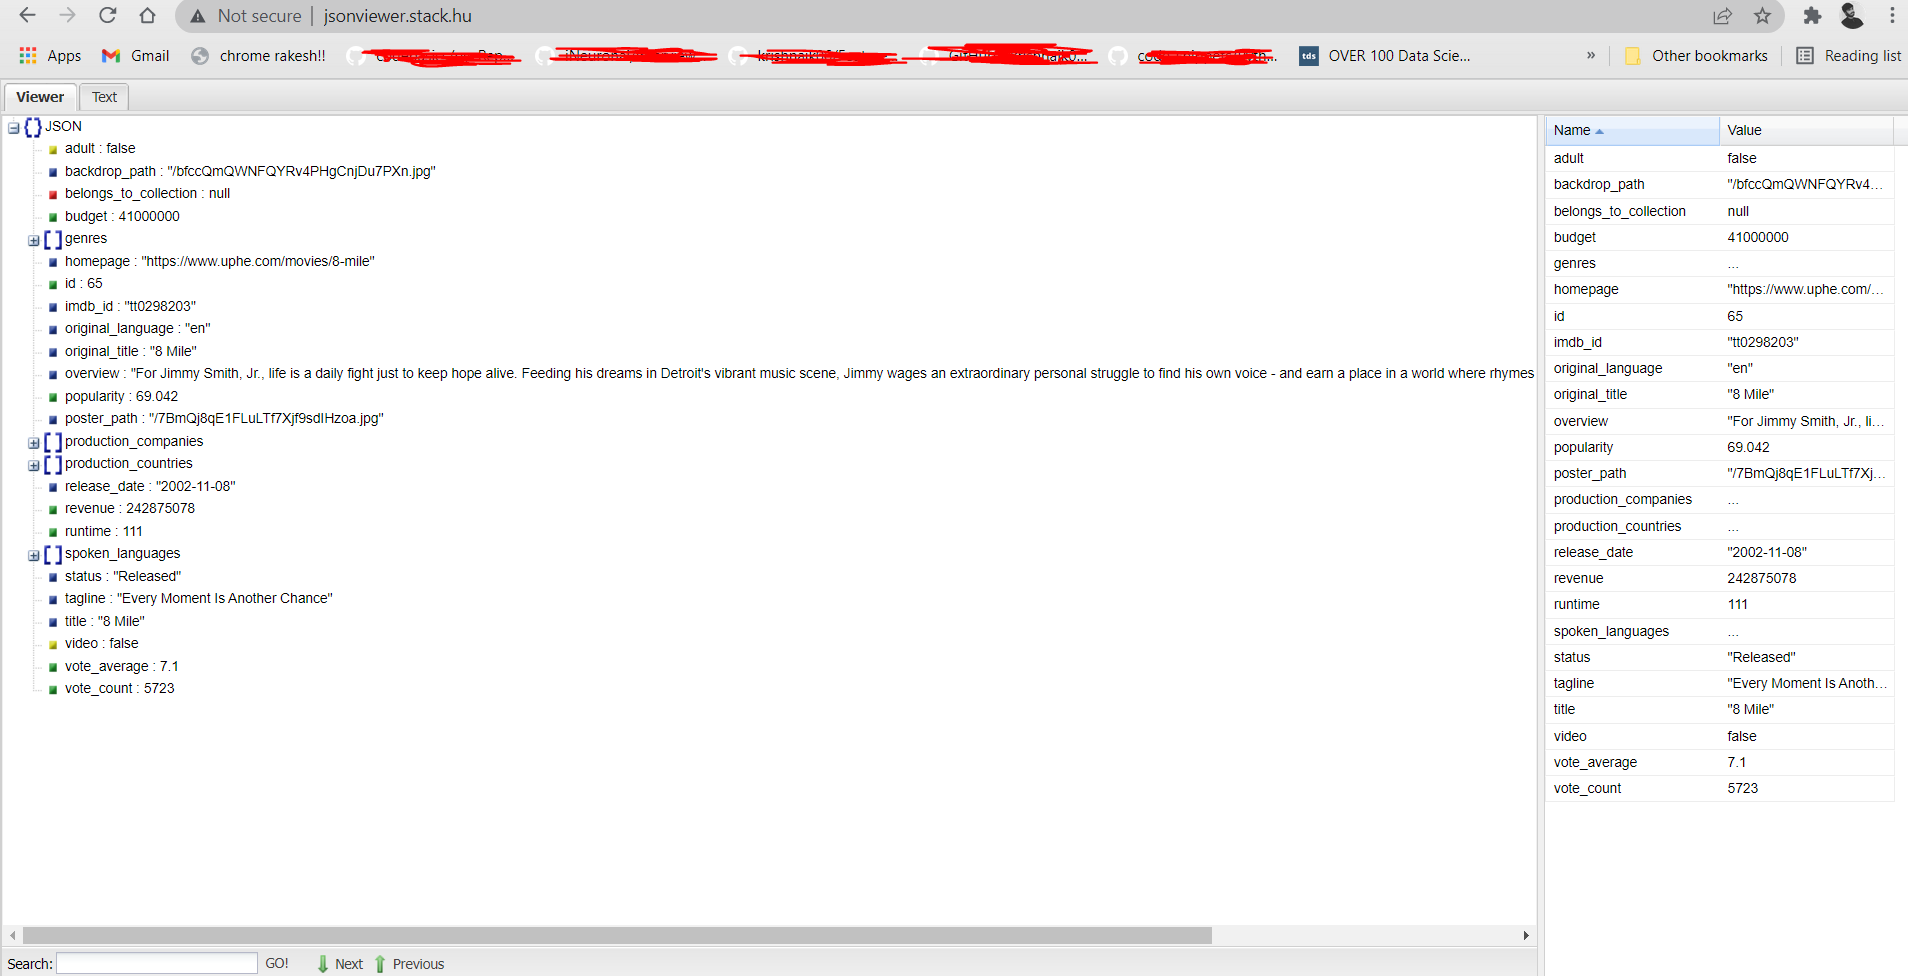 Not secure | jsonviewer.stack.hu
Apps Gmail chrome rakesh!! tds OVER 100 Data Scie... » Other bookmarks Reading list
Viewer Text
JSON
adult : false
backdrop_path : "/bfccQmQWNFQYRv4PHgCnjDu7PXn.jpg"
belongs_to_collection : null
budget : 41000000
genres
homepage : "https://www.uphe.com/movies/8-mile"
id : 65
imdb_id : "tt0298203"
original_language : "en"
original_title : "8 Mile"
overview : "For Jimmy Smith, Jr., life is a daily fight just to keep hope alive. Feeding his dreams in Detroit's vibrant music scene, Jimmy wages an extraordinary personal struggle to find his own voice - and earn a place in a world where rhymes
popularity : 69.042
poster_path : "/7BmQj8qE1FLuLTf7Xjf9sdIHzoa.jpg"
production_companies
production_countries
release_date : "2002-11-08"
revenue : 242875078
runtime : 111
spoken_languages
status : "Released"
tagline : "Every Moment Is Another Chance"
title : "8 Mile"
video : false
vote_average : 7.1
vote_count : 5723
Search: GO! Next Previous
Name Value
adult false
backdrop_path "/bfccQmQWNFQYRv4...
belongs_to_collection null
budget 41000000
genres ...
homepage "https://www.uphe.com/...
id 65
imdb_id "tt0298203"
original_language "en"
original_title "8 Mile"
overview "For Jimmy Smith, Jr., li...
popularity 69.042
poster_path "/7BmQj8qE1FLuLTf7Xj...
production_companies ...
production_countries ...
release_date "2002-11-08"
revenue 242875078
runtime 111
spoken_languages ...
status "Released"
tagline "Every Moment Is Anoth...
title "8 Mile"
video false
vote_average 7.1
vote_count 5723